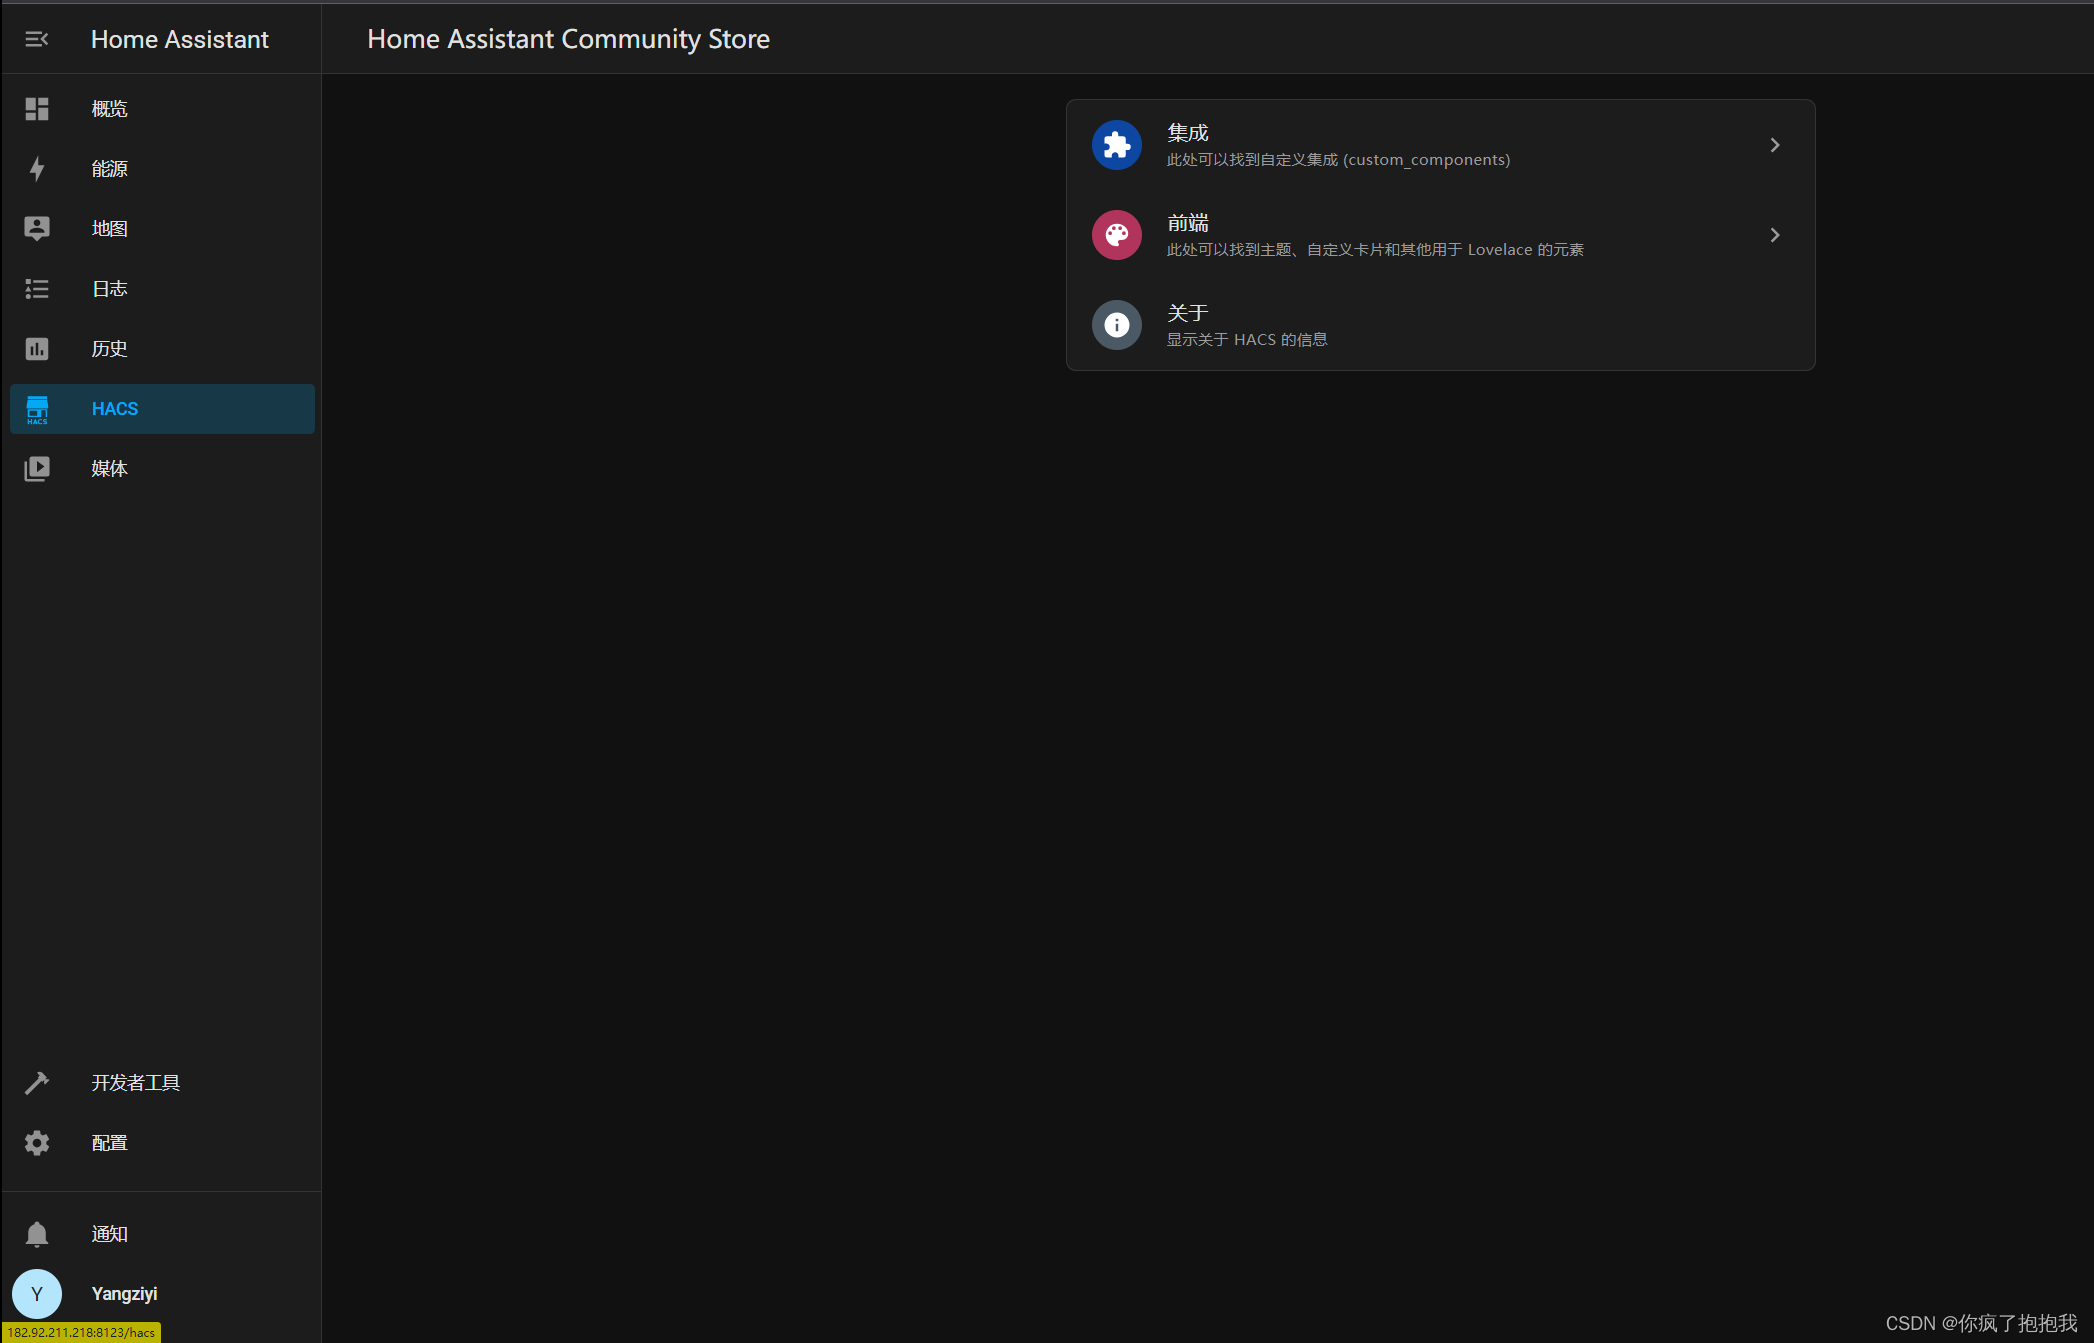 Home Assistant
Home Assistant Community Store
概览
能源
地图
日志
历史
HACS
HACS
媒体
集成
此处可以找到自定义集成 (custom_components)
前端
此处可以找到主题、自定义卡片和其他用于 Lovelace 的元素
关于
显示关于 HACS 的信息
开发者工具
配置
通知
Y
Yangziyi
182.92.211.218:8123/hacs
CSDN @你疯了抱抱我